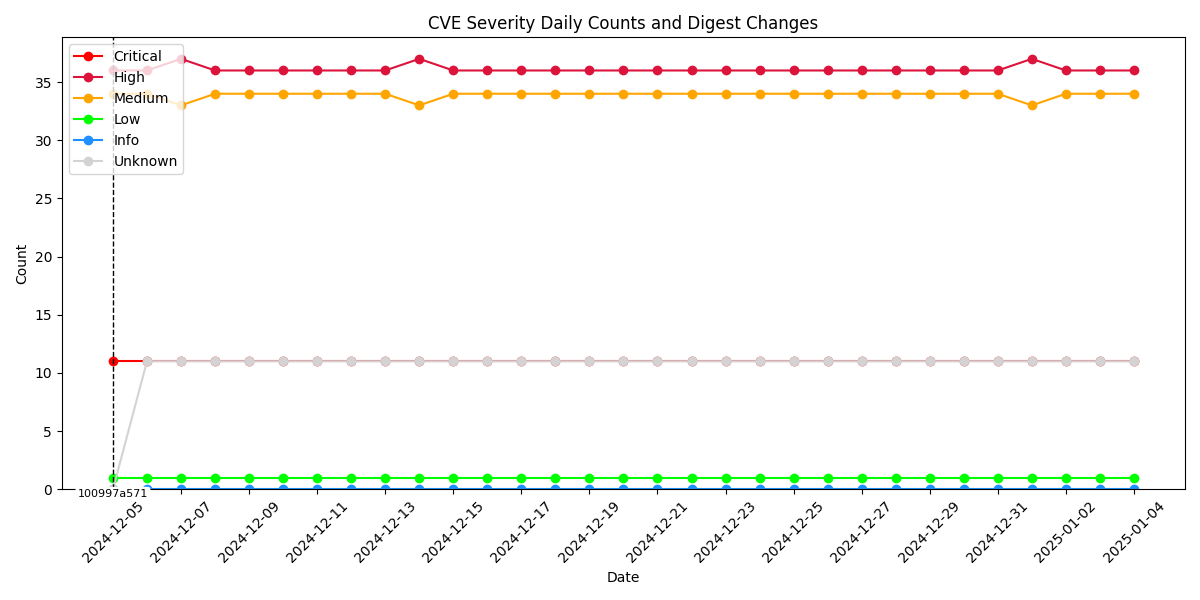 CVE Severity Daily Counts and Digest Changes
Critical
High
Medium
Low
Info
Unknown
Count
35
30
25
20
15
10
5
0
100997a571
2024-12-05
2024-12-07
2024-12-09
2024-12-11
2024-12-13
2024-12-15
2024-12-17
2024-12-19
2024-12-21
2024-12-23
2024-12-25
2024-12-27
2024-12-29
2024-12-31
2025-01-02
2025-01-04
Date